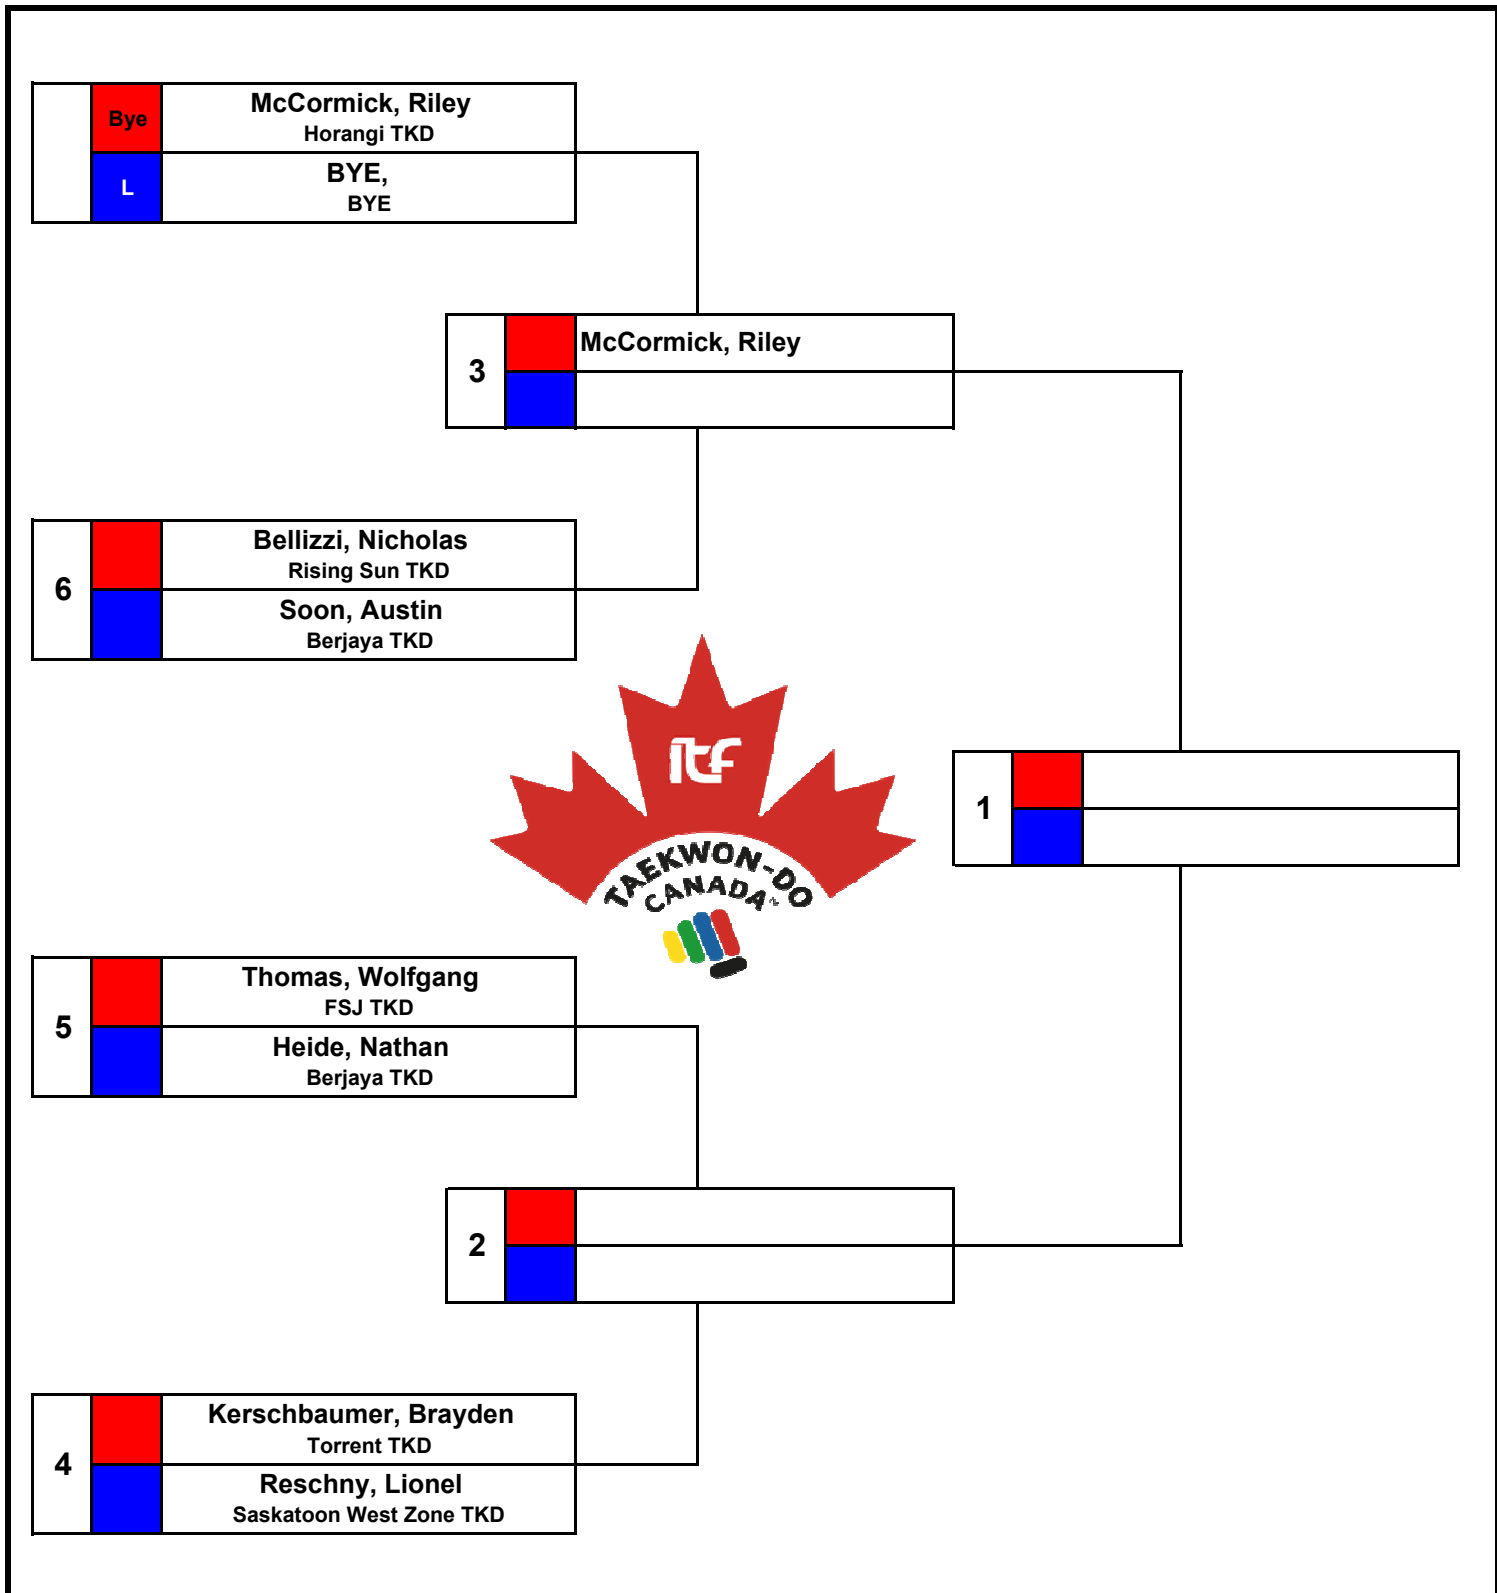 Bye
McCormick, Riley
Horangi TKD
L
BYE,
BYE
3
McCormick, Riley
6
Bellizzi, Nicholas
Rising Sun TKD
Soon, Austin
Berjaya TKD
itf
TAEKWON-DO
CANADA
1
5
Thomas, Wolfgang
FSJ TKD
Heide, Nathan
Berjaya TKD
2
4
Kerschbaumer, Brayden
Torrent TKD
Reschny, Lionel
Saskatoon West Zone TKD